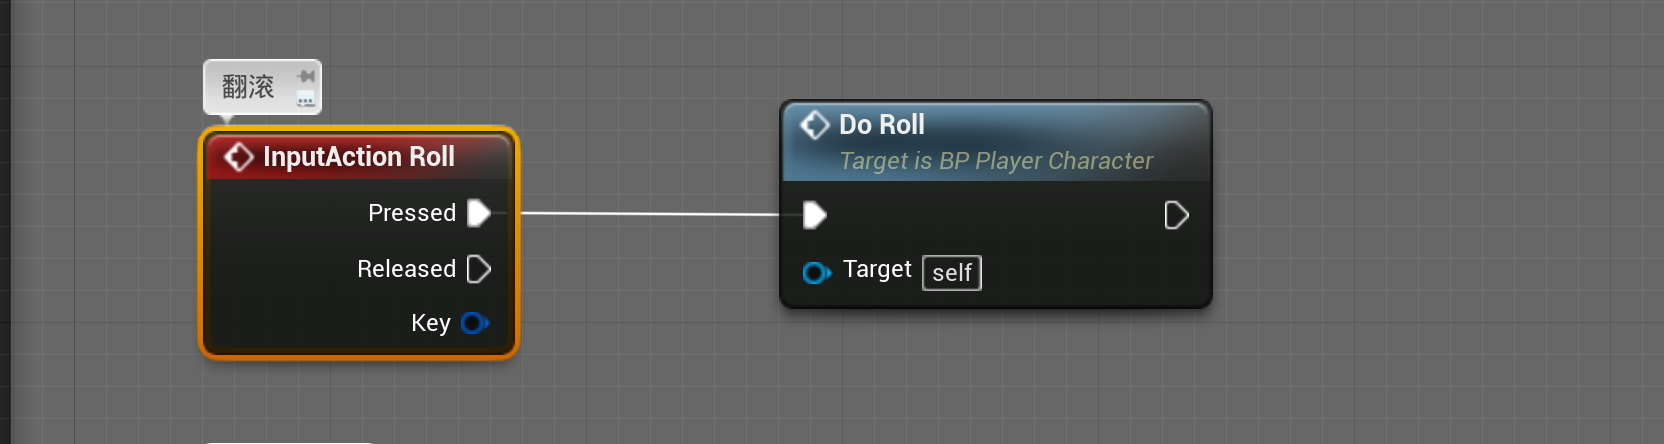 翻滚
InputAction Roll
Pressed
Released
Key
Do Roll
Target is BP Player Character
Target self